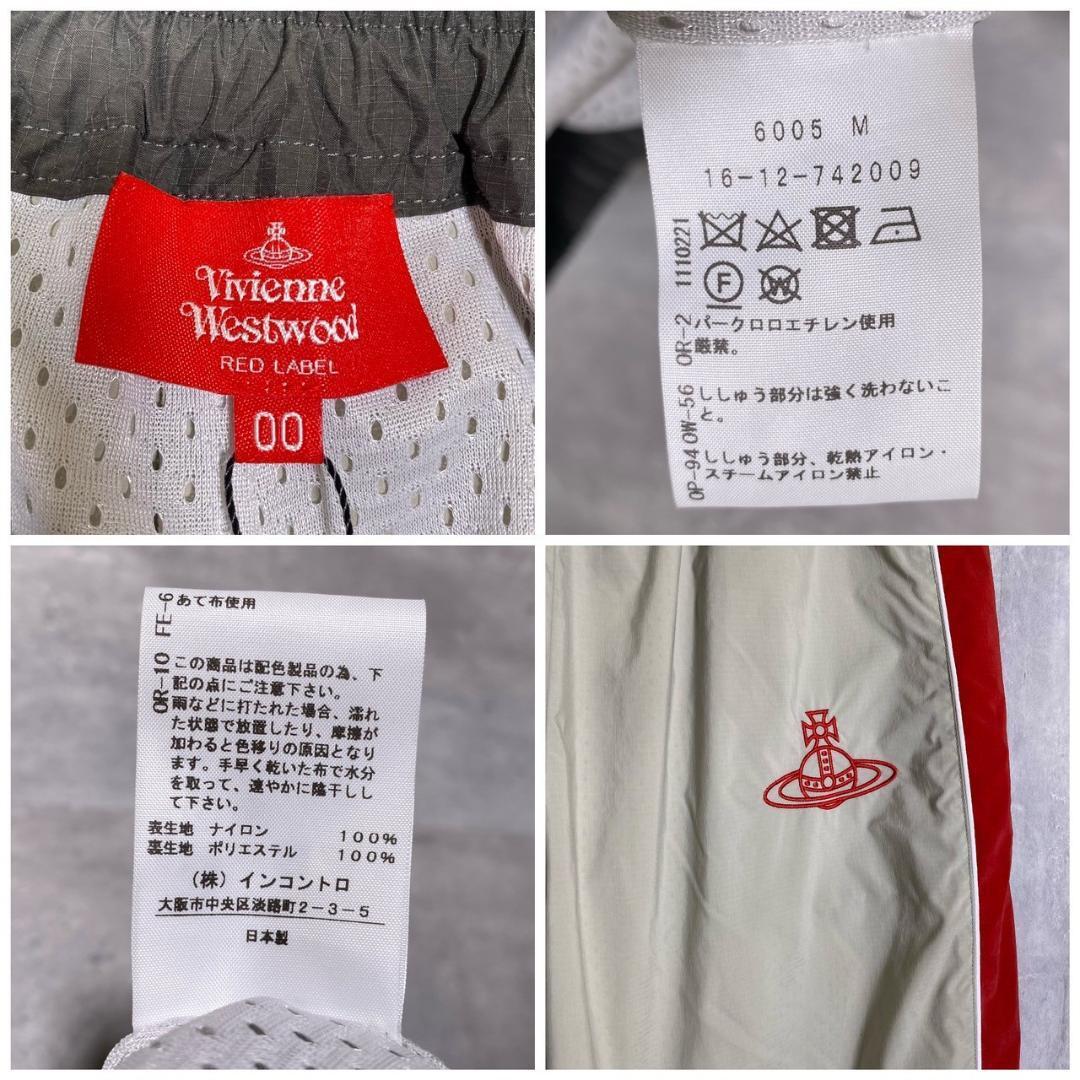 Vivienne
Westwood
RED LABEL
00
6005 M
16-12-742009
1110221
F
W
OR-2
パークロロエチレン使用
厳禁。
OW-56
ししゅう部分は強く洗わないこ
と。
OP-94
ししゅう部分、乾熱アイロン・
スチームアイロン禁止
FE-6
あて布使用
OR-10
この商品は配色製品の為、下
記の点にご注意下さい。
雨などに打たれた場合、濡れ
た状態で放置したり、摩擦が
加わると色移りの原因となり
ます。手早く乾いた布で水分
を取って、速やかに陰干しし
て下さい。
表生地 ナイロン 100%
裏生地 ポリエステル 100%
(株) インコントロ
大阪市中央区淡路町2-3-5
日本製